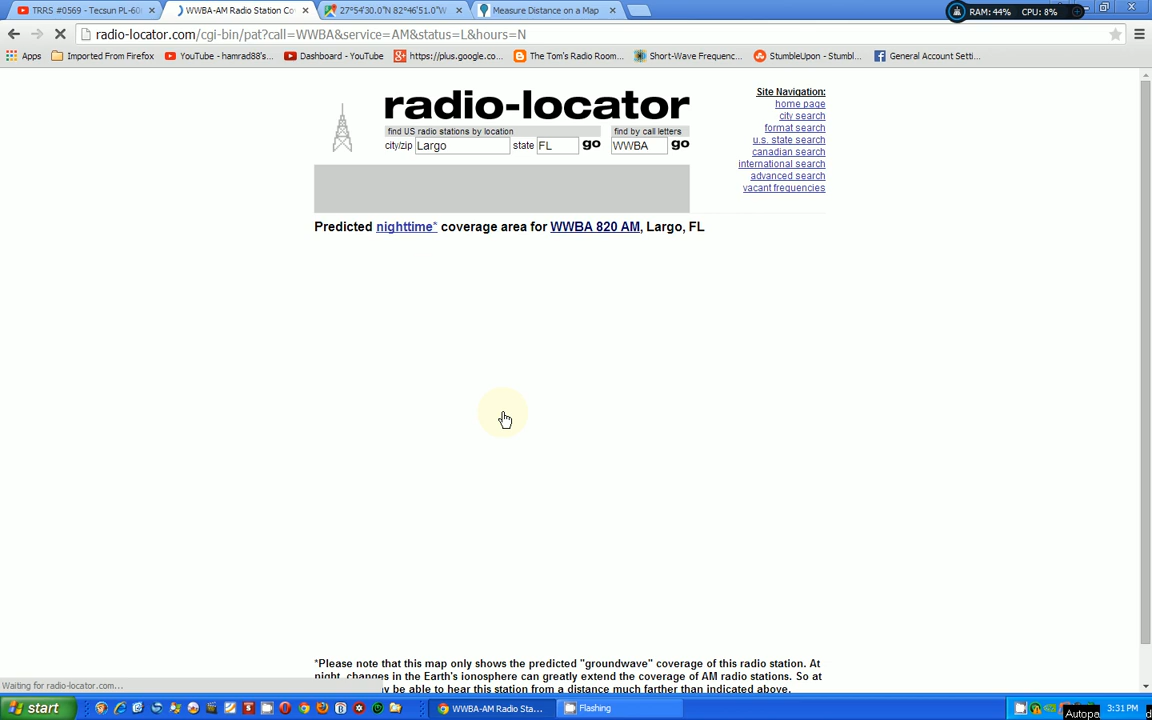 TRRS #0569 - Tecsun PL-60
WWBA-AM Radio Station Co
27°54'30.0"N 82°46'51.0"W
Measure Distance on a Map
RAM: 44% CPU: 8%
radio-locator.com/cgi-bin/pat?call=WWBA&service=AM&status=L&hours=N
Apps
Imported From Firefox
YouTube - hamrad88's...
Dashboard - YouTube
https://plus.google.co...
The Tom's Radio Room...
Short-Wave Frequenc...
StumbleUpon - Stumbl...
General Account Setti...
radio-locator
find US radio stations by location
find by call letters
city/zip Largo state FL go WWBA go
Site Navigation:
home page
city search
format search
u.s. state search
canadian search
international search
advanced search
vacant frequencies
Predicted nighttime* coverage area for WWBA 820 AM, Largo, FL
*Please note that this map only shows the predicted "groundwave" coverage of this radio station. At
night, changes in the Earth's ionosphere can greatly extend the coverage of AM radio stations. So at
be able to hear this station from a distance much farther than indicated above.
Waiting for radio-locator.com...
start
WWBA-AM Radio Sta...
Flashing
3:31 PM
Autopa